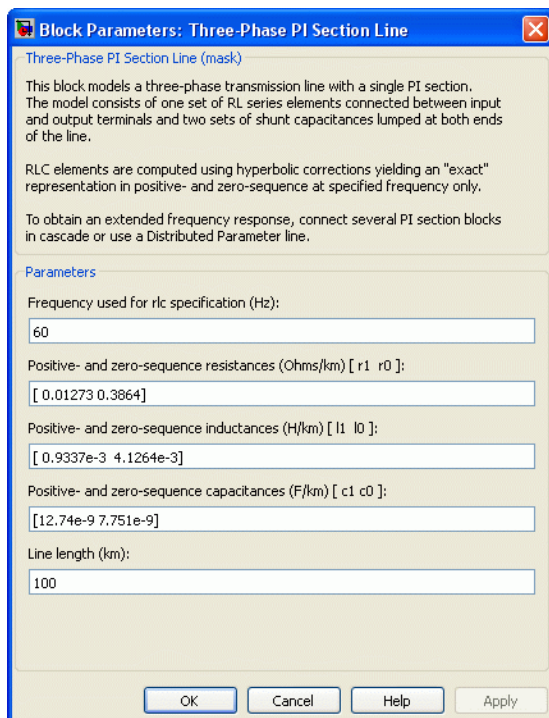 Block Parameters: Three-Phase PI Section Line
Three-Phase PI Section Line (mask)
This block models a three-phase transmission line with a single PI section.
The model consists of one set of RL series elements connected between input
and output terminals and two sets of shunt capacitances lumped at both ends
of the line.
RLC elements are computed using hyperbolic corrections yielding an "exact"
representation in positive- and zero-sequence at specified frequency only.
To obtain an extended frequency response, connect several PI section blocks
in cascade or use a Distributed Parameter line.
Parameters
Frequency used for rlc specification (Hz):
60
Positive- and zero-sequence resistances (Ohms/km) [ r1 r0 ]:
[ 0.01273 0.3864]
Positive- and zero-sequence inductances (H/km) [ l1 l0 ]:
[ 0.9337e-3 4.1264e-3]
Positive- and zero-sequence capacitances (F/km) [ c1 c0 ]:
[12.74e-9 7.751e-9]
Line length (km):
100
OK Cancel Help Apply